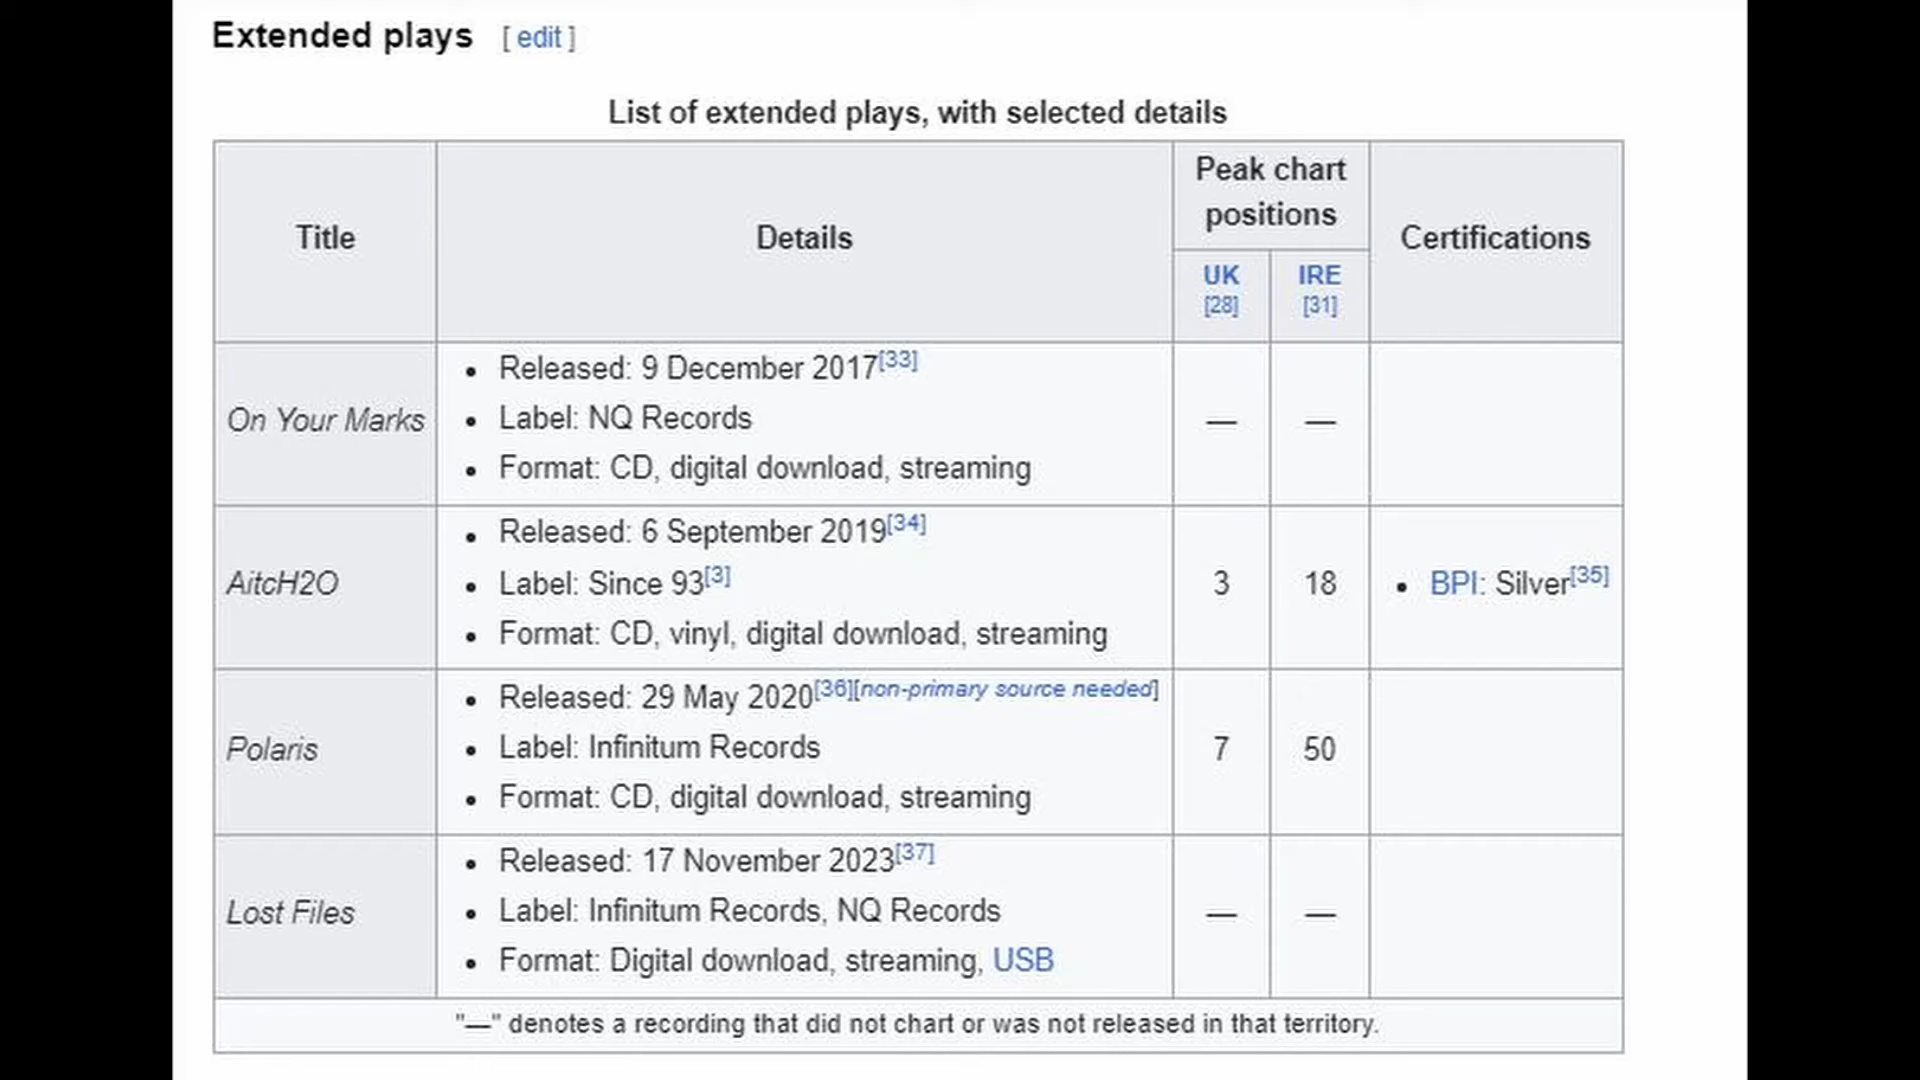 Extended plays [ edit ]
List of extended plays, with selected details
Title
Details
Peak chart
positions
Certifications
UK
[28]
IRE
[31]
On Your Marks
• Released: 9 December 2017[33]
• Label: NQ Records
• Format: CD, digital download, streaming
—
—
AitcH2O
• Released: 6 September 2019[34]
• Label: Since 93[3]
• Format: CD, vinyl, digital download, streaming
3
18
• BPI: Silver[35]
Polaris
• Released: 29 May 2020[36][non-primary source needed]
• Label: Infinitum Records
• Format: CD, digital download, streaming
7
50
Lost Files
• Released: 17 November 2023[37]
• Label: Infinitum Records, NQ Records
• Format: Digital download, streaming, USB
—
—
"—" denotes a recording that did not chart or was not released in that territory.